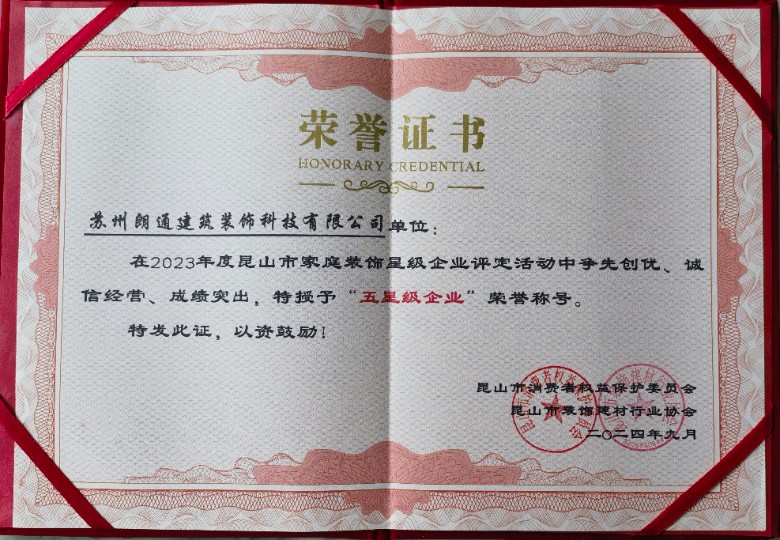 荣誉证书
HONORARY CREDENTIAL
苏州朗通建筑装饰科技有限公司单位：
在2023年度昆山市家庭装饰星级企业评定活动中争先创优、诚
信经营、成绩突出，特授予“五星级企业”荣誉称号。
特发此证，以资鼓励！
昆山市消费者权益保护委员会
昆山市装饰建材行业协会
二〇二四年九月